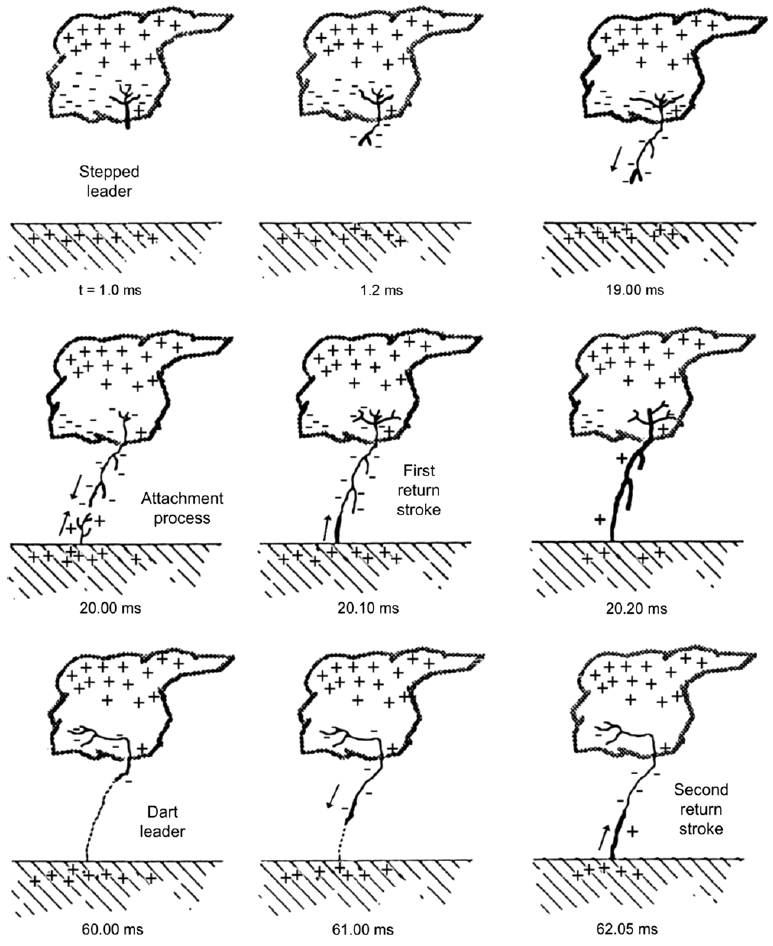 Stepped
leader
t = 1.0 ms
1.2 ms
19.00 ms
Attachment
process
First
return
stroke
20.00 ms
20.10 ms
20.20 ms
Dart
leader
Second
return
stroke
60.00 ms
61.00 ms
62.05 ms